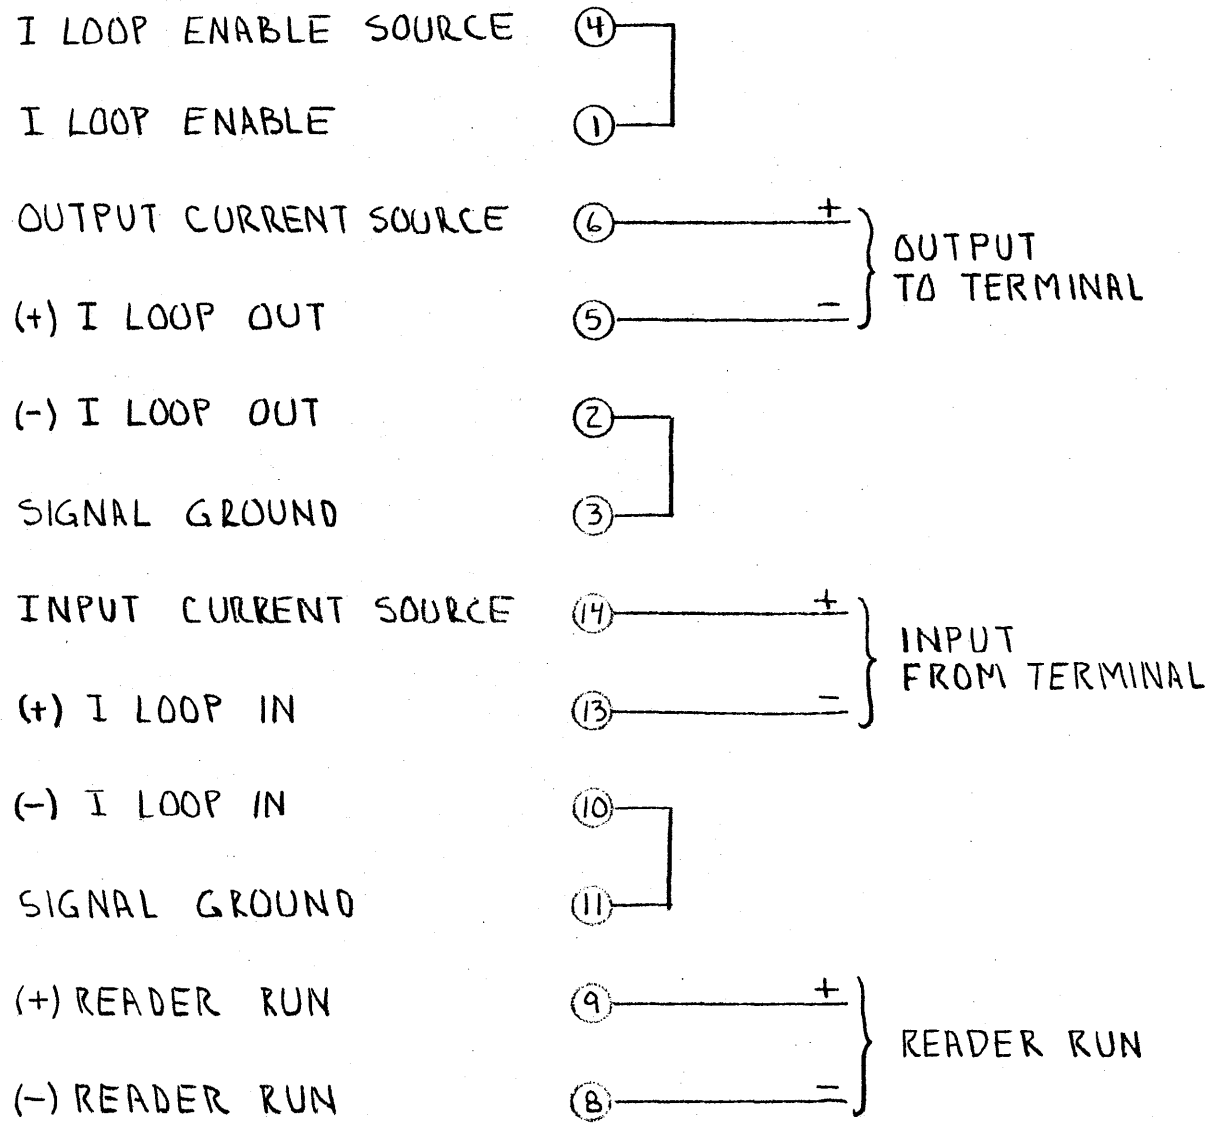 I LOOP ENABLE SOURCE 4
I LOOP ENABLE 1
OUTPUT CURRENT SOURCE 6 +
OUTPUT
TO TERMINAL
(+) I LOOP OUT 5 −
(-) I LOOP OUT 2
SIGNAL GROUND 3
INPUT CURRENT SOURCE 14 +
INPUT
FROM TERMINAL
(+) I LOOP IN 13 −
(-) I LOOP IN 10
SIGNAL GROUND 11
(+) READER RUN 9 +
READER RUN
(-) READER RUN 8 −